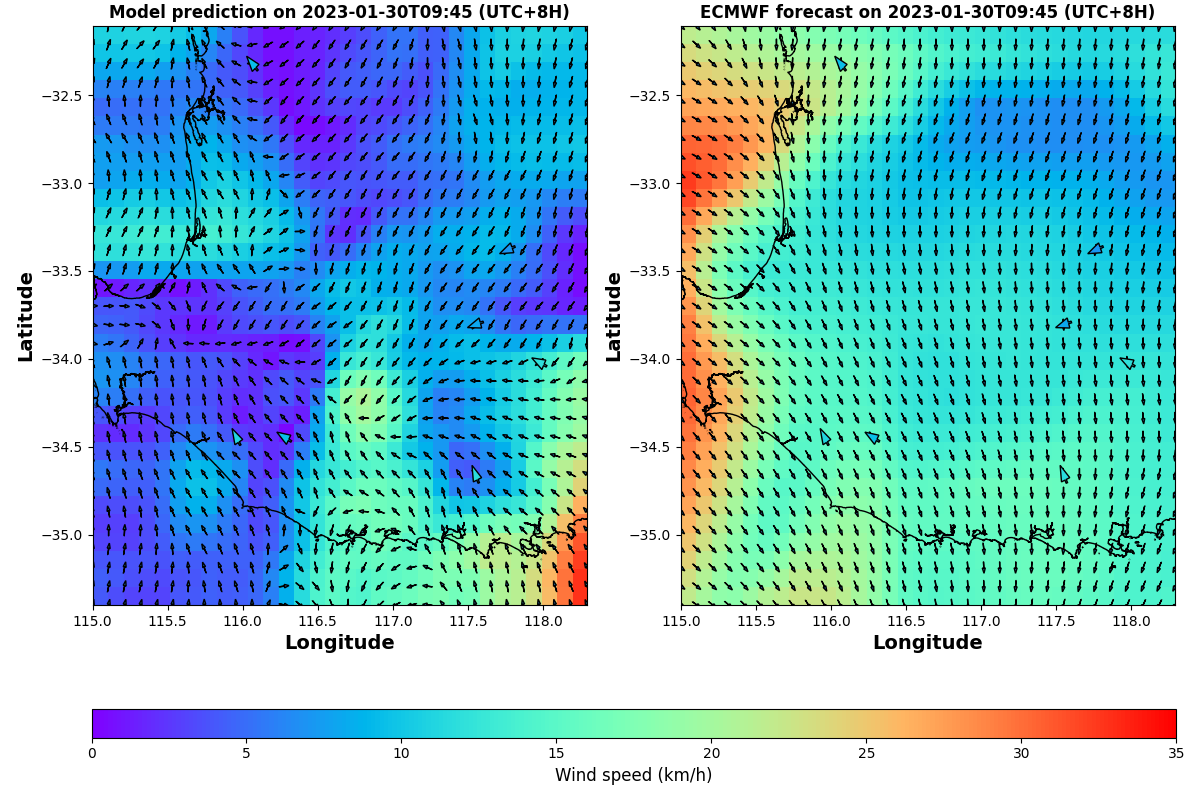 Model prediction on 2023-01-30T09:45 (UTC+8H)
ECMWF forecast on 2023-01-30T09:45 (UTC+8H)
Latitude
−32.5
−33.0
−33.5
−34.0
−34.5
−35.0
115.0 115.5 116.0 116.5 117.0 117.5 118.0
Longitude
Latitude
−32.5
−33.0
−33.5
−34.0
−34.5
−35.0
115.0 115.5 116.0 116.5 117.0 117.5 118.0
Longitude
0 5 10 15 20 25 30 35
Wind speed (km/h)